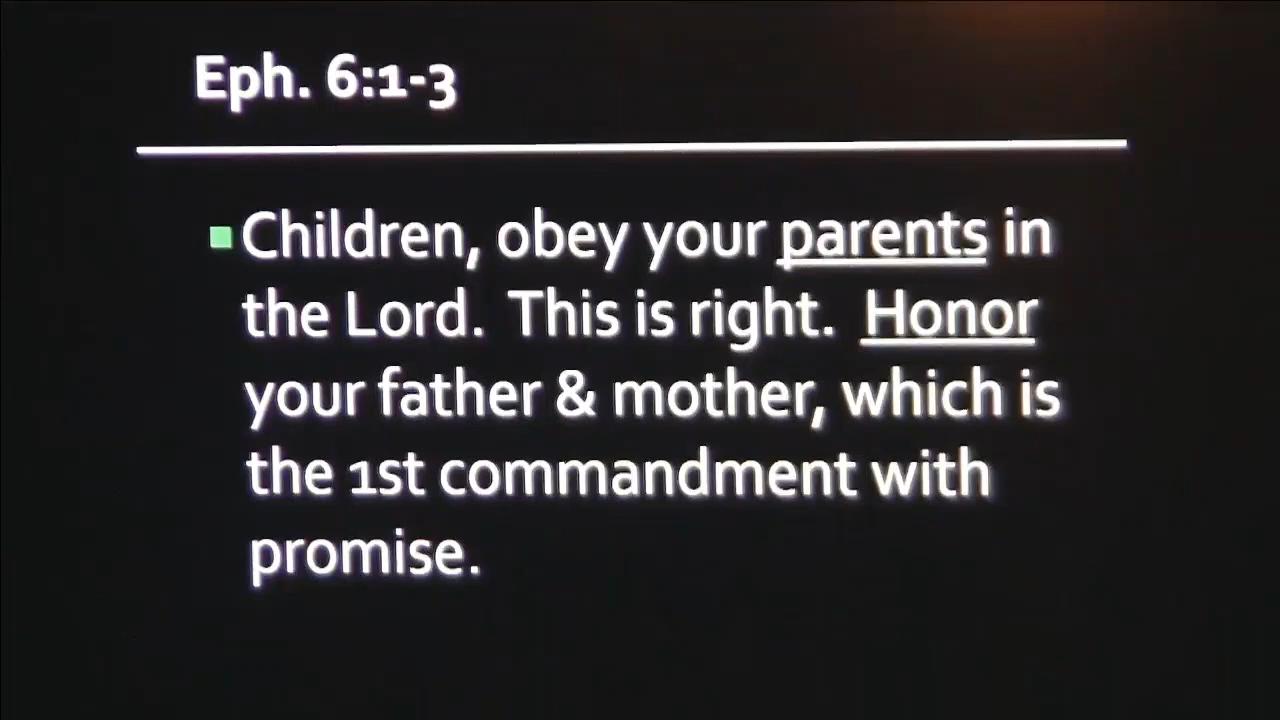 Eph. 6:1-3
Children, obey your parents in
the Lord.  This is right.  Honor
your father & mother, which is
the 1st commandment with
promise.